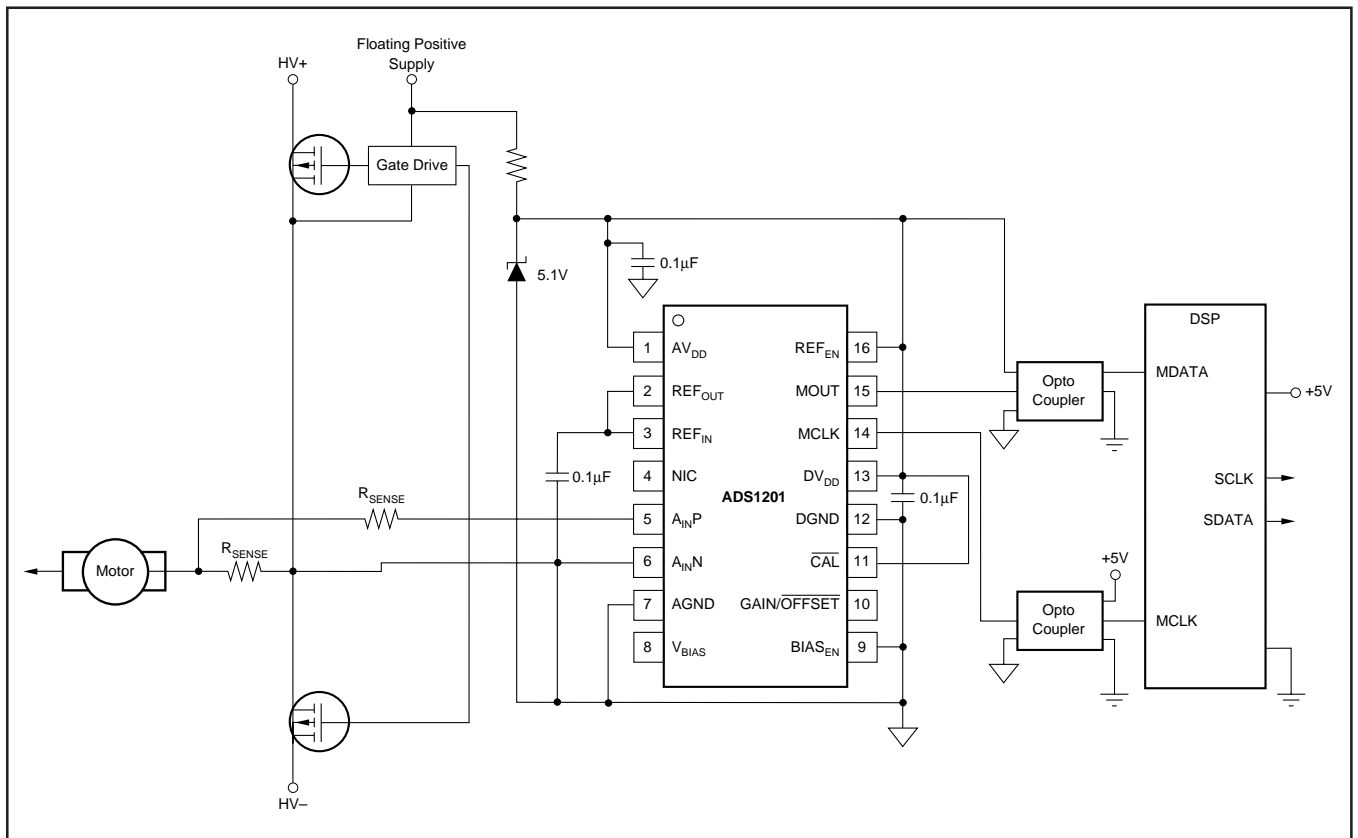 Floating Positive
Supply
HV+
Gate Drive
5.1V
0.1µF
1 AVDD
2 REFOUT
3 REFIN
4 NIC
5 AINP
6 AINN
7 AGND
8 VBIAS
ADS1201
REFEN 16
MOUT 15
MCLK 14
DVDD 13
DGND 12
CAL 11
GAIN/OFFSET 10
BIASEN 9
0.1µF
0.1µF
RSENSE
RSENSE
Motor
HV–
Opto
Coupler
+5V
Opto
Coupler
DSP
MDATA
+5V
SCLK
SDATA
MCLK